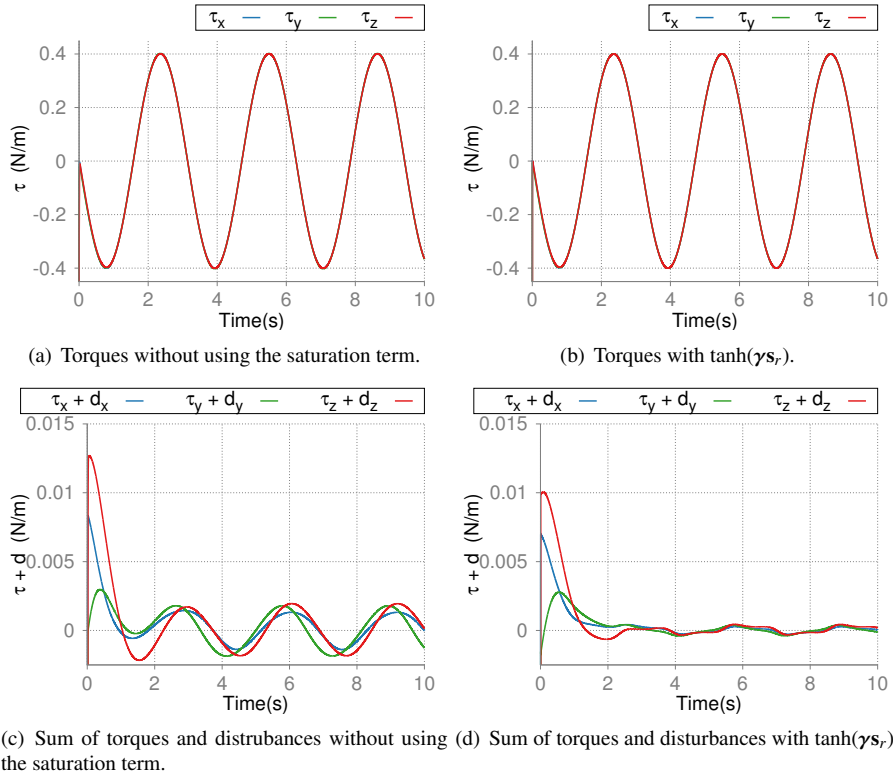 τx τy τz
τx τy τz
0.4
0.2
0
-0.2
-0.4
τ (N/m)
0 2 4 6 8 10
Time(s)
0.4
0.2
0
-0.2
-0.4
τ (N/m)
0 2 4 6 8 10
Time(s)
(a) Torques without using the saturation term.
(b) Torques with tanh(γsr).
τx + dx τy + dy τz + dz
0.015
0.01
0.005
0
τ + d (N/m)
0 2 4 6 8 10
Time(s)
τx + dx τy + dy τz + dz
0.015
0.01
0.005
0
τ + d (N/m)
0 2 4 6 8 10
Time(s)
(c) Sum of torques and distrubances without using
the saturation term.
(d) Sum of torques and disturbances with tanh(γsr)